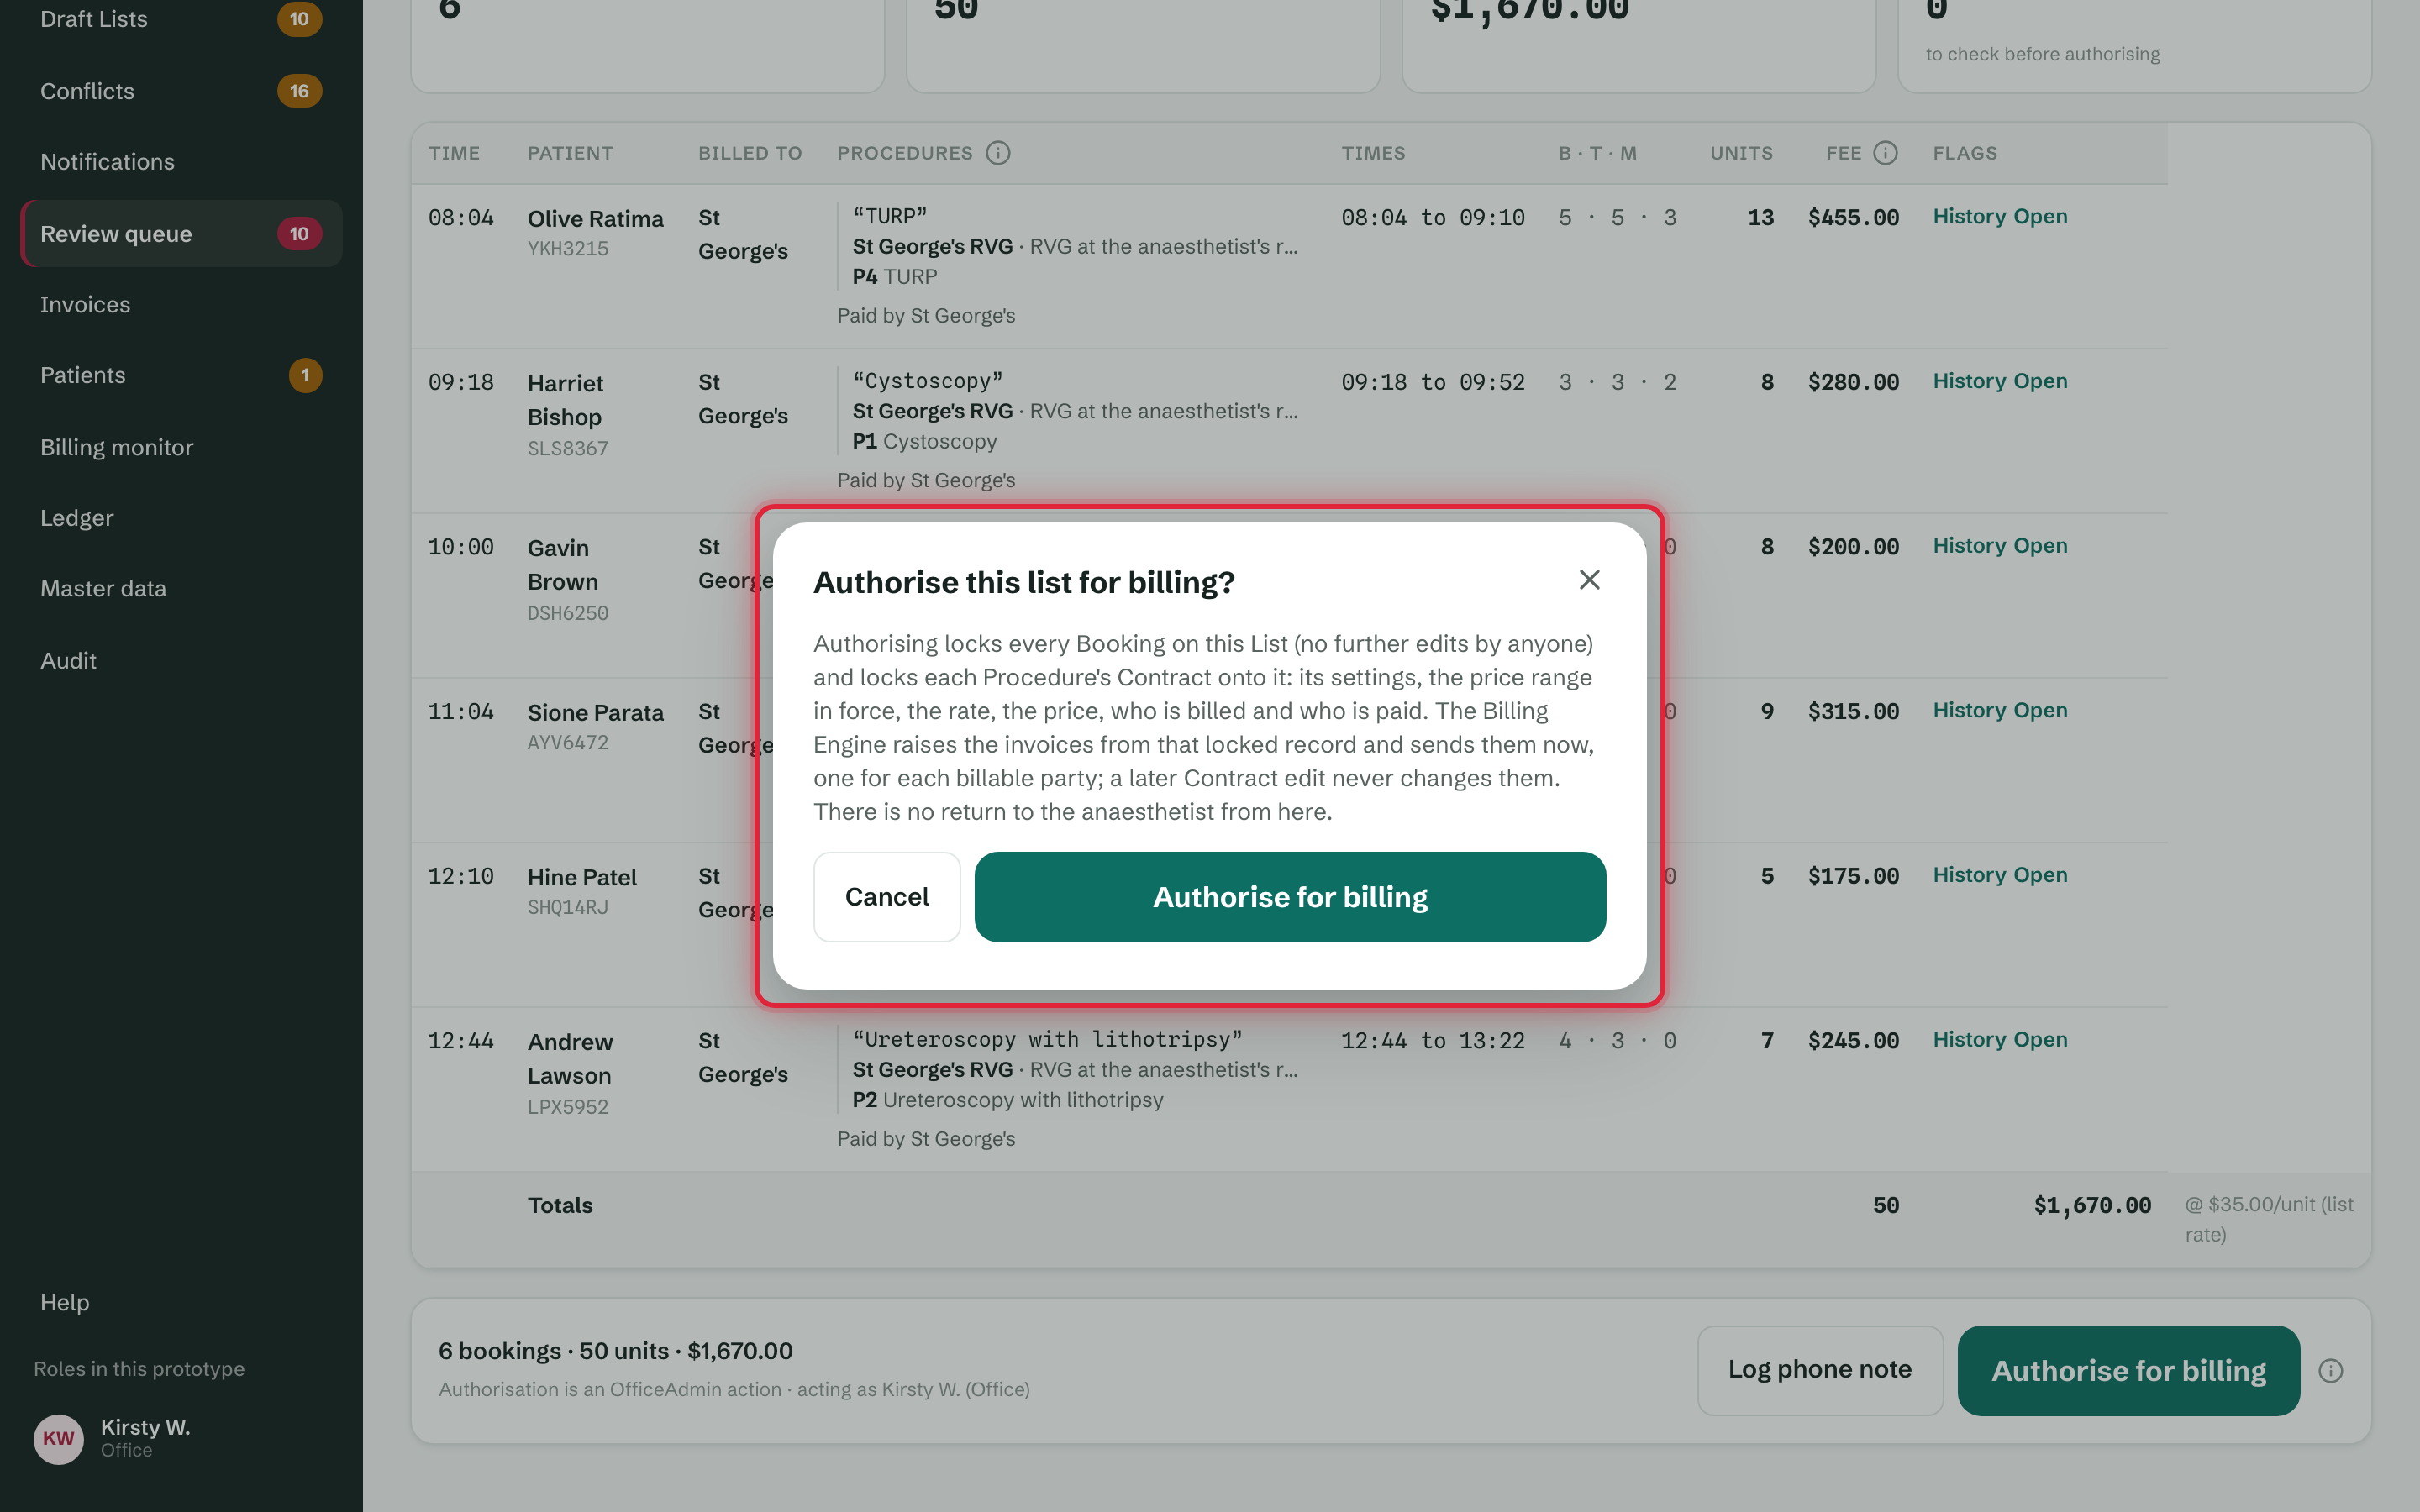 Draft Lists 10
Conflicts 16
Notifications
Review queue 10
Invoices
Patients 1
Billing monitor
Ledger
Master data
Audit
Help
Roles in this prototype
KW Kirsty W.
Office
6 50 $1,670.00 0
to check before authorising
TIME PATIENT BILLED TO PROCEDURES TIMES B · T · M UNITS FEE FLAGS
08:04 Olive Ratima St “TURP” 08:04 to 09:10 5 · 5 · 3 13 $455.00 History Open
YKH3215 George's St George's RVG · RVG at the anaesthetist's r...
P4 TURP
Paid by St George's
09:18 Harriet St “Cystoscopy” 09:18 to 09:52 3 · 3 · 2 8 $280.00 History Open
Bishop George's St George's RVG · RVG at the anaesthetist's r...
SLS8367 P1 Cystoscopy
Paid by St George's
10:00 Gavin St 0 8 $200.00 History Open
Brown George
DSH6250
11:04 Sione Parata St 0 9 $315.00 History Open
AYV6472 George
12:10 Hine Patel St 0 5 $175.00 History Open
SHQ14RJ George
Authorise this list for billing?
Authorising locks every Booking on this List (no further edits by anyone)
and locks each Procedure's Contract onto it: its settings, the price range
in force, the rate, the price, who is billed and who is paid. The Billing
Engine raises the invoices from that locked record and sends them now,
one for each billable party; a later Contract edit never changes them.
There is no return to the anaesthetist from here.
Cancel Authorise for billing
12:44 Andrew St “Ureteroscopy with lithotripsy” 12:44 to 13:22 4 · 3 · 0 7 $245.00 History Open
Lawson George's St George's RVG · RVG at the anaesthetist's r...
LPX5952 P2 Ureteroscopy with lithotripsy
Paid by St George's
Totals 50 $1,670.00 @ $35.00/unit (list
rate)
6 bookings · 50 units · $1,670.00
Authorisation is an OfficeAdmin action · acting as Kirsty W. (Office)
Log phone note Authorise for billing